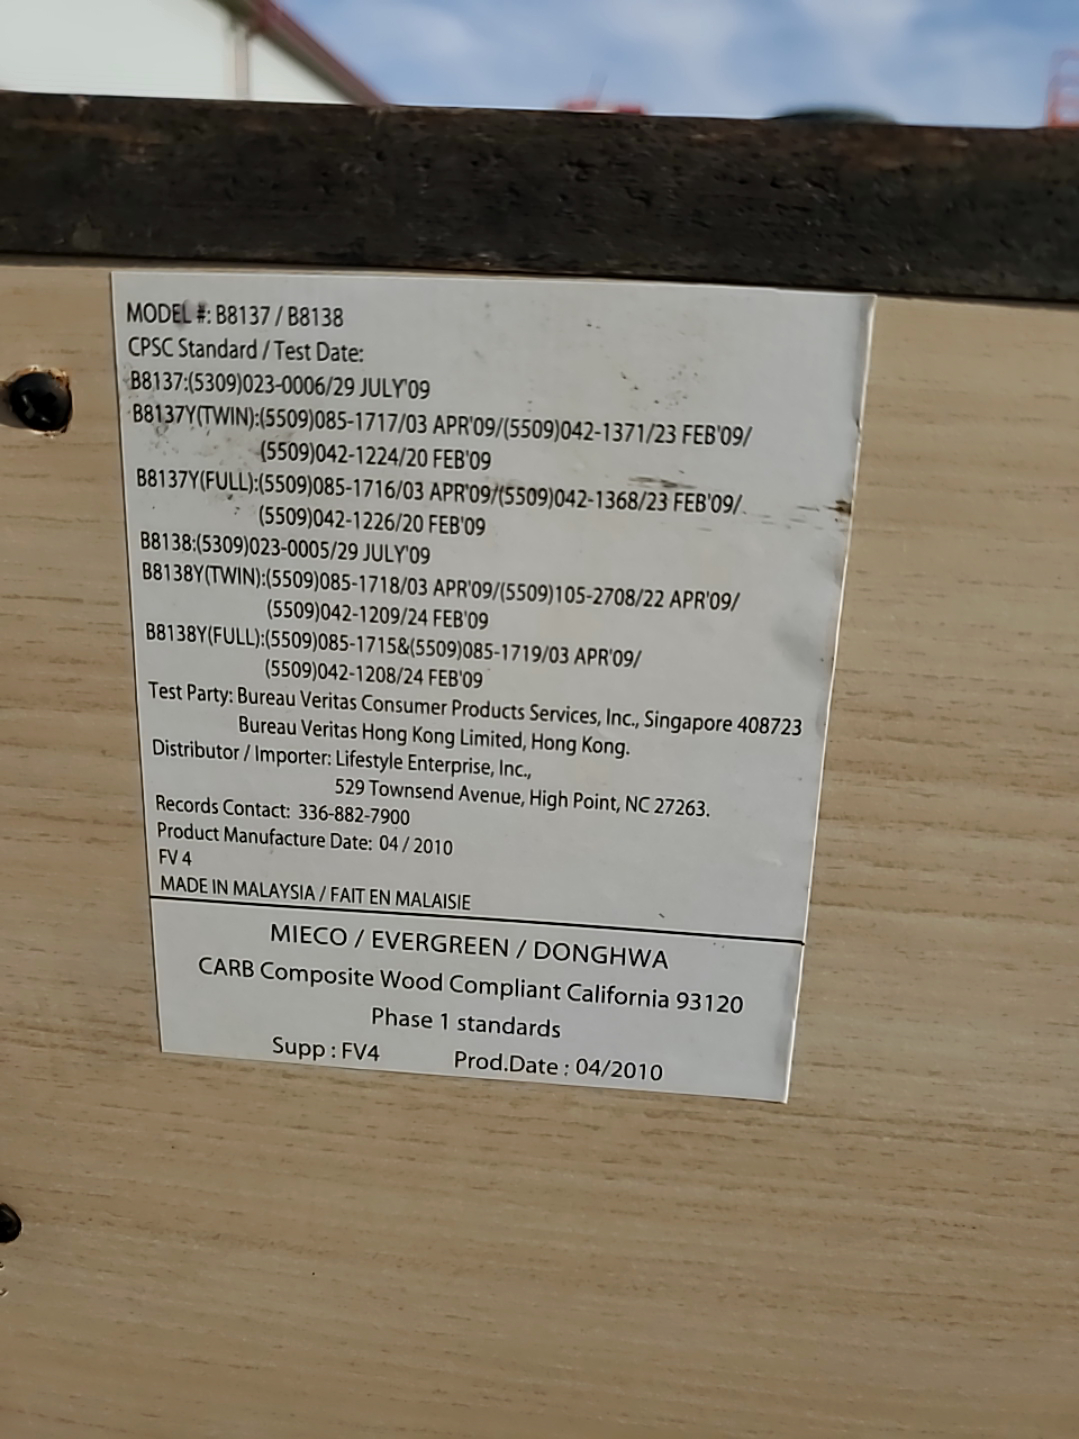 MODEL #: B8137 / B8138
CPSC Standard / Test Date:
B8137:(5309)023-0006/29 JULY'09
B8137Y(TWIN):(5509)085-1717/03 APR'09/(5509)042-1371/23 FEB'09/
(5509)042-1224/20 FEB'09
B8137Y(FULL):(5509)085-1716/03 APR'09/(5509)042-1368/23 FEB'09/
(5509)042-1226/20 FEB'09
B8138:(5309)023-0005/29 JULY'09
B8138Y(TWIN):(5509)085-1718/03 APR'09/(5509)105-2708/22 APR'09/
(5509)042-1209/24 FEB'09
B8138Y(FULL):(5509)085-1715&(5509)085-1719/03 APR'09/
(5509)042-1208/24 FEB'09
Test Party: Bureau Veritas Consumer Products Services, Inc., Singapore 408723
Bureau Veritas Hong Kong Limited, Hong Kong.
Distributor / Importer: Lifestyle Enterprise, Inc.,
529 Townsend Avenue, High Point, NC 27263.
Records Contact: 336-882-7900
Product Manufacture Date: 04 / 2010
FV 4
MADE IN MALAYSIA / FAIT EN MALAISIE
MIECO / EVERGREEN / DONGHWA
CARB Composite Wood Compliant California 93120
Phase 1 standards
Supp : FV4 Prod.Date : 04/2010